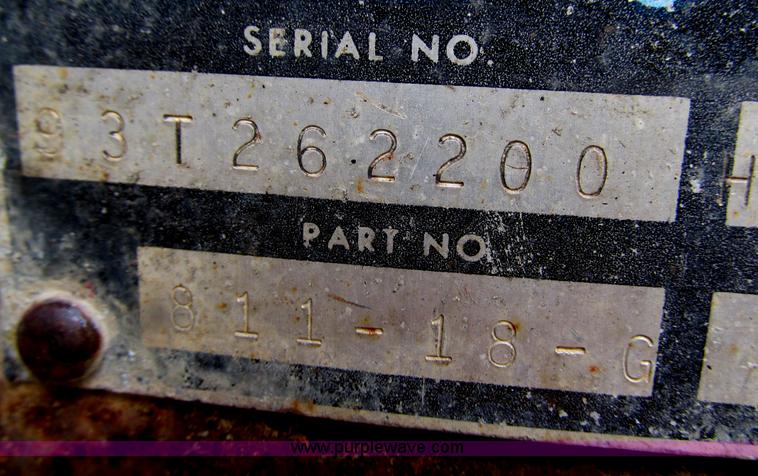 SERIAL NO.
93T262200
H
PART NO.
811-18-G
www.purplewave.com